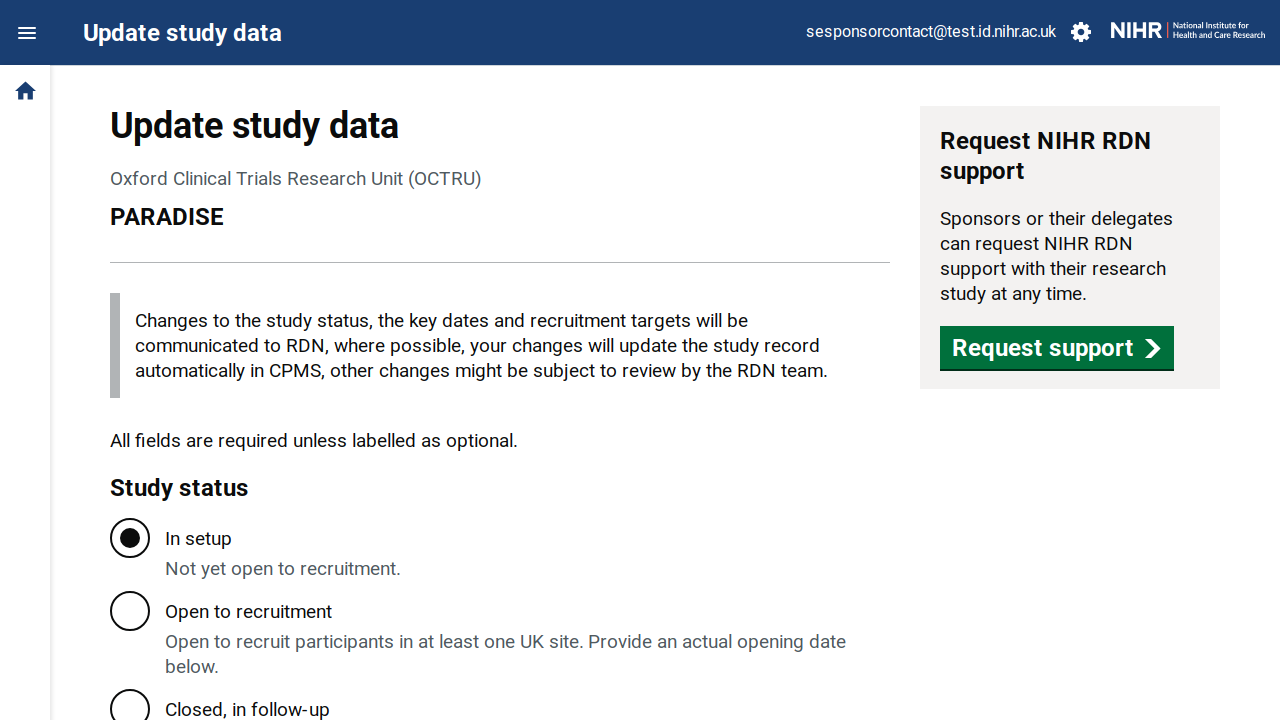 Update study data
sesponsorcontact@test.id.nihr.ac.uk
NIHR | National Institute for
Health and Care Research
Update study data
Oxford Clinical Trials Research Unit (OCTRU)
PARADISE
Changes to the study status, the key dates and recruitment targets will be
communicated to RDN, where possible, your changes will update the study record
automatically in CPMS, other changes might be subject to review by the RDN team.
All fields are required unless labelled as optional.
Study status
In setup
Not yet open to recruitment.
Open to recruitment
Open to recruit participants in at least one UK site. Provide an actual opening date
below.
Closed, in follow-up
Request NIHR RDN
support
Sponsors or their delegates
can request NIHR RDN
support with their research
study at any time.
Request support